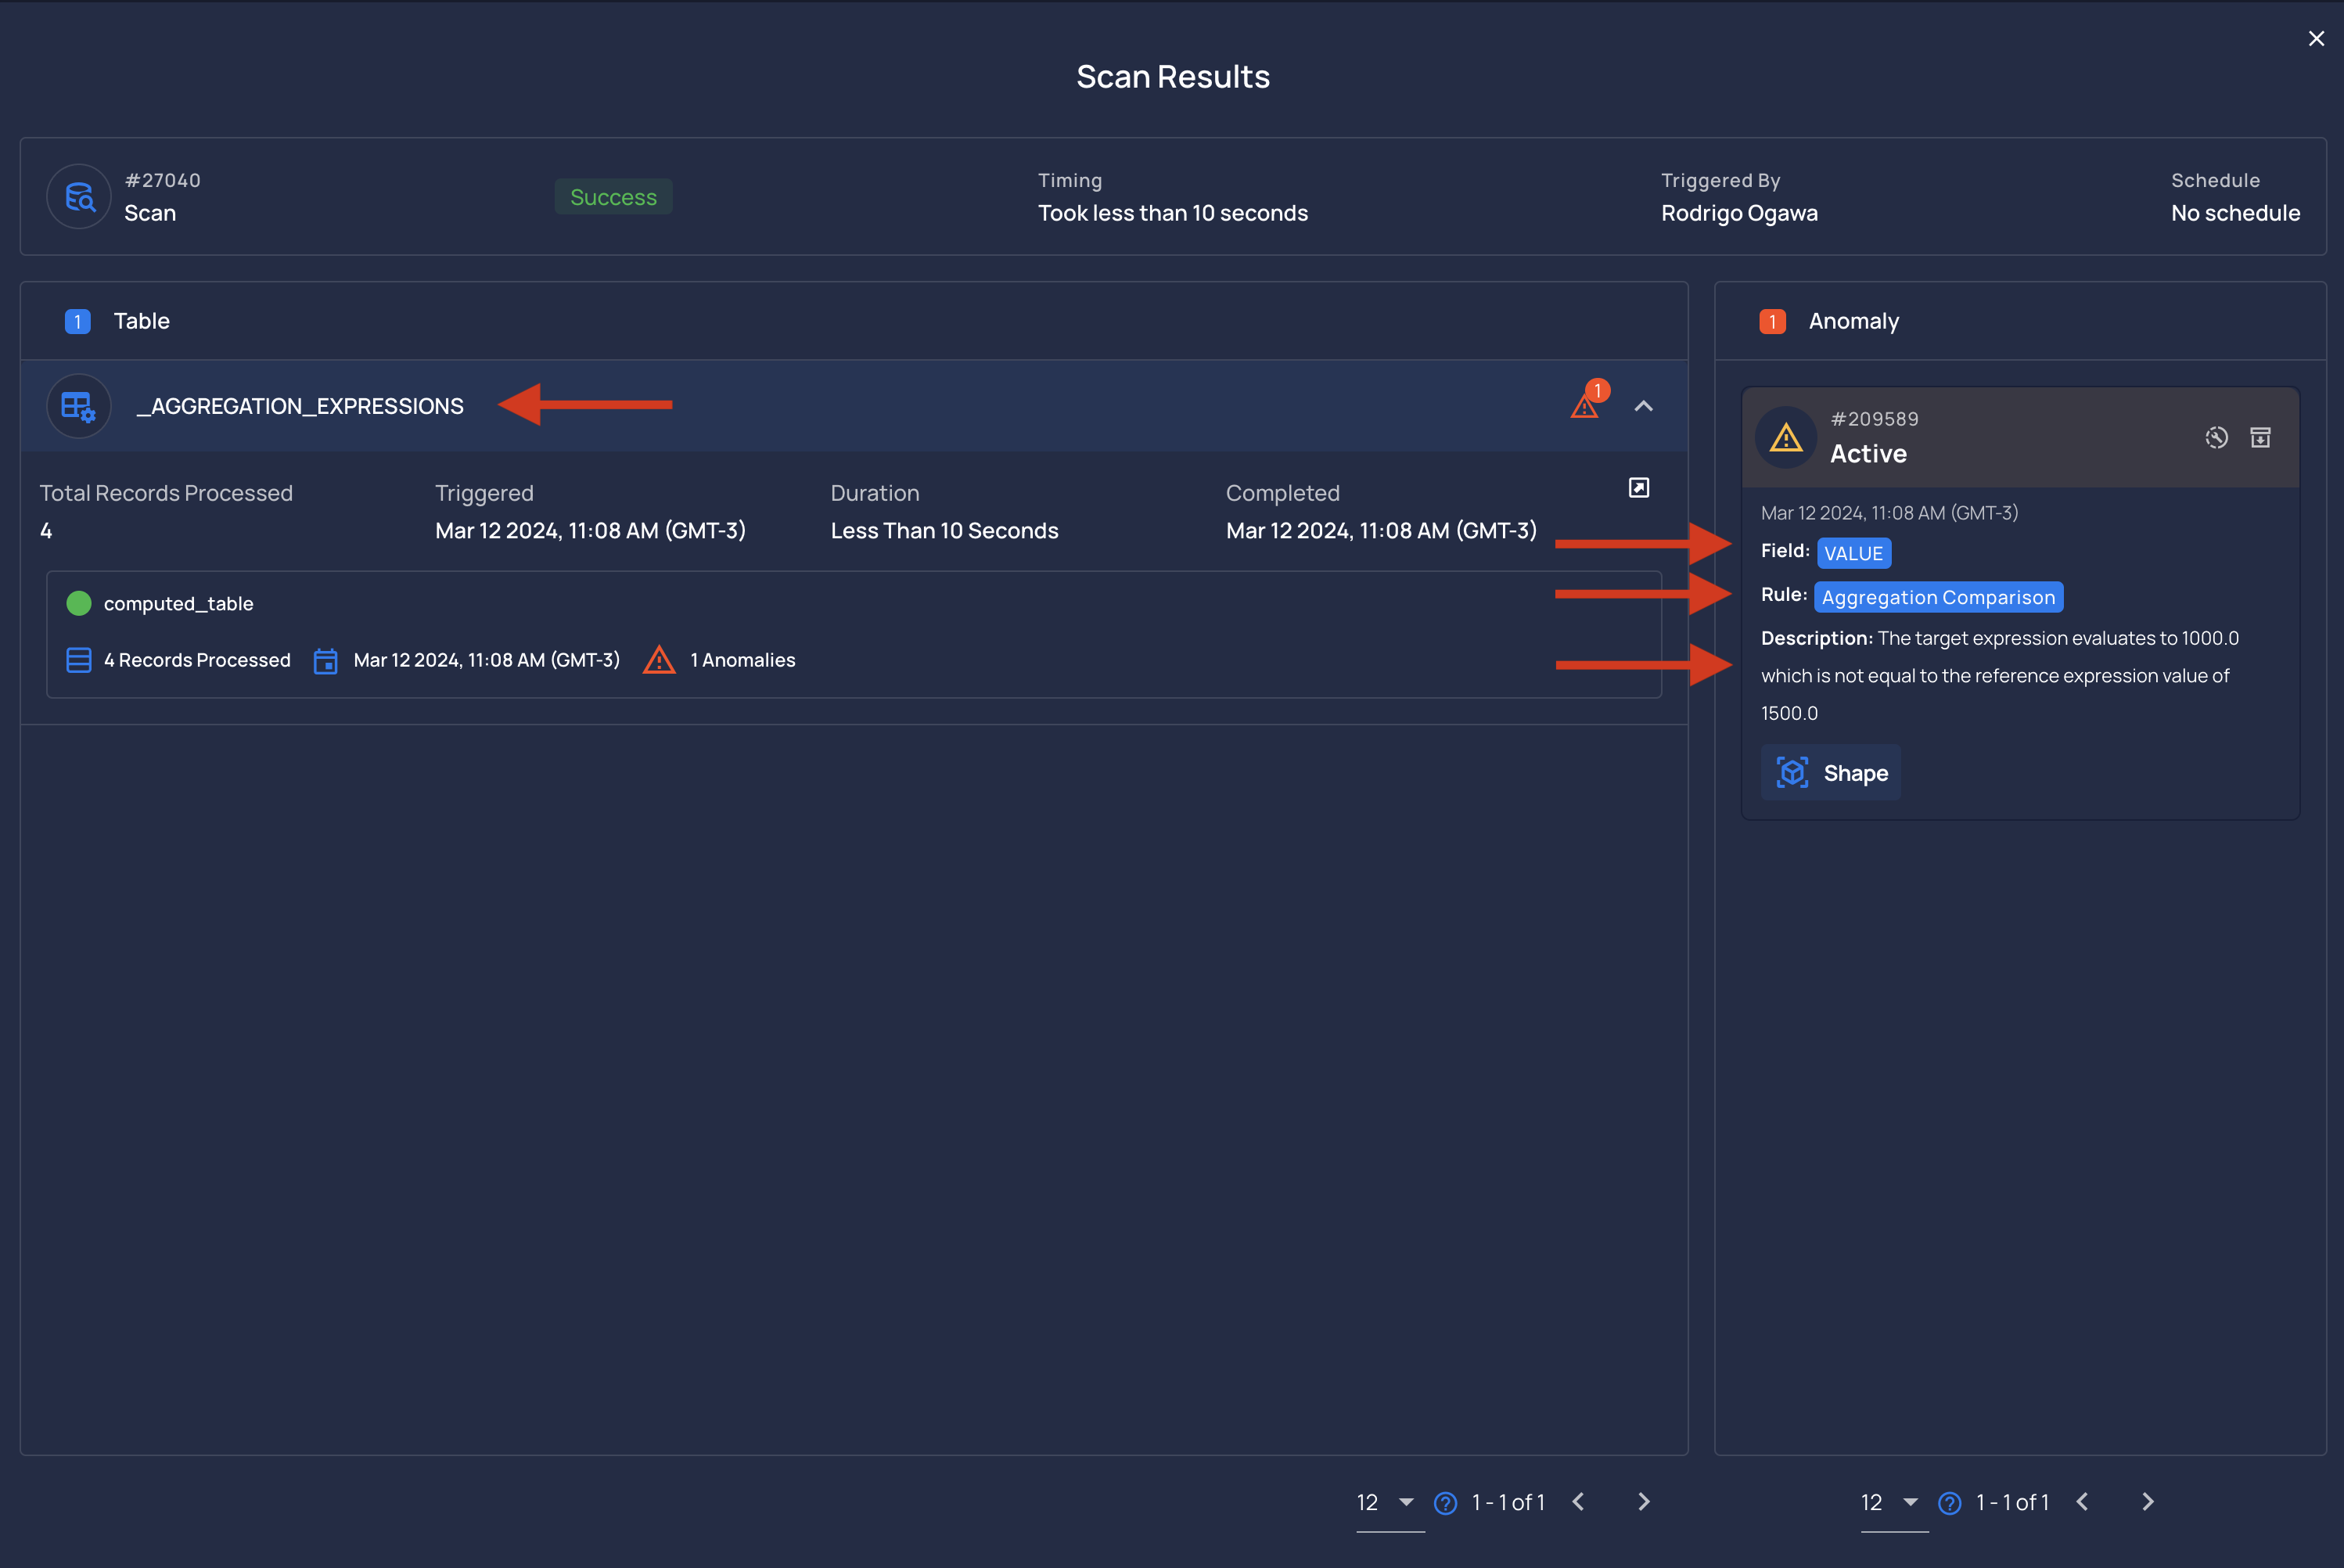 Scan Results
#27040
Scan
Success
Timing
Took less than 10 seconds
Triggered By
Rodrigo Ogawa
Schedule
No schedule
1 Table
_AGGREGATION_EXPRESSIONS
1
Total Records Processed
4
Triggered
Mar 12 2024, 11:08 AM (GMT-3)
Duration
Less Than 10 Seconds
Completed
Mar 12 2024, 11:08 AM (GMT-3)
computed_table
4 Records Processed Mar 12 2024, 11:08 AM (GMT-3) 1 Anomalies
12 1 - 1 of 1
1 Anomaly
#209589
Active
Mar 12 2024, 11:08 AM (GMT-3)
Field: VALUE
Rule: Aggregation Comparison
Description: The target expression evaluates to 1000.0
which is not equal to the reference expression value of
1500.0
Shape
12 1 - 1 of 1